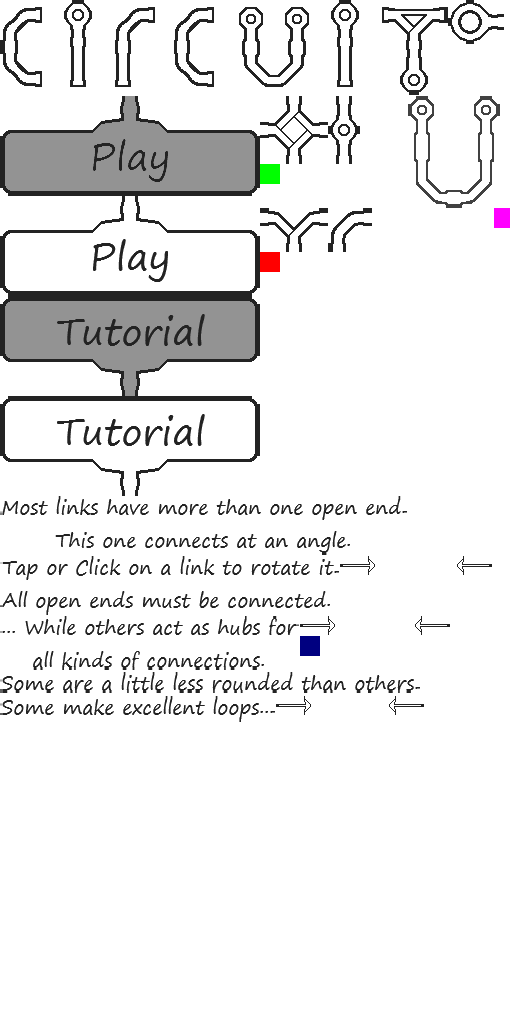 CIrCUIT
Play
Play
Tutorial
Tutorial
Most links have more than one open end.
This one connects at an angle.
Tap or Click on a link to rotate it.
All open ends must be connected.
... While others act as hubs for
all kinds of connections.
Some are a little less rounded than others.
Some make excellent loops...